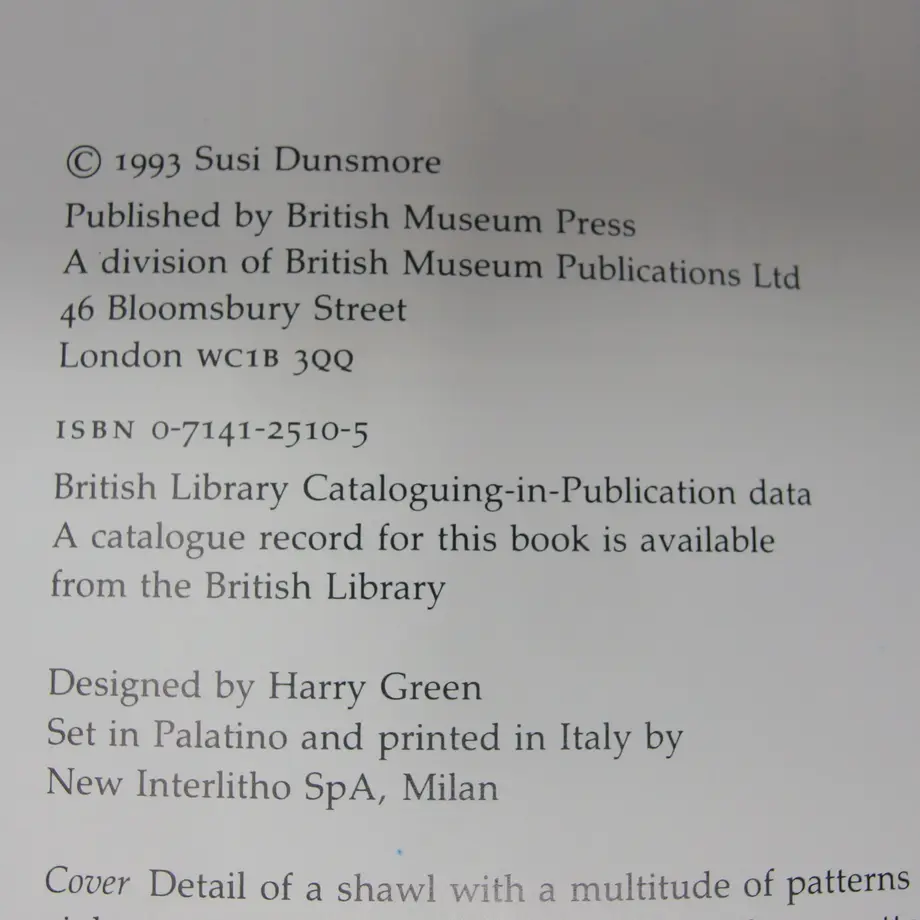 © 1993 Susi Dunsmore
Published by British Museum Press
A division of British Museum Publications Ltd
46 Bloomsbury Street
London WC1B 3QQ
ISBN 0-7141-2510-5
British Library Cataloguing-in-Publication data
A catalogue record for this book is available
from the British Library
Designed by Harry Green
Set in Palatino and printed in Italy by
New Interlitho SpA, Milan
Cover Detail of a shawl with a multitude of patterns